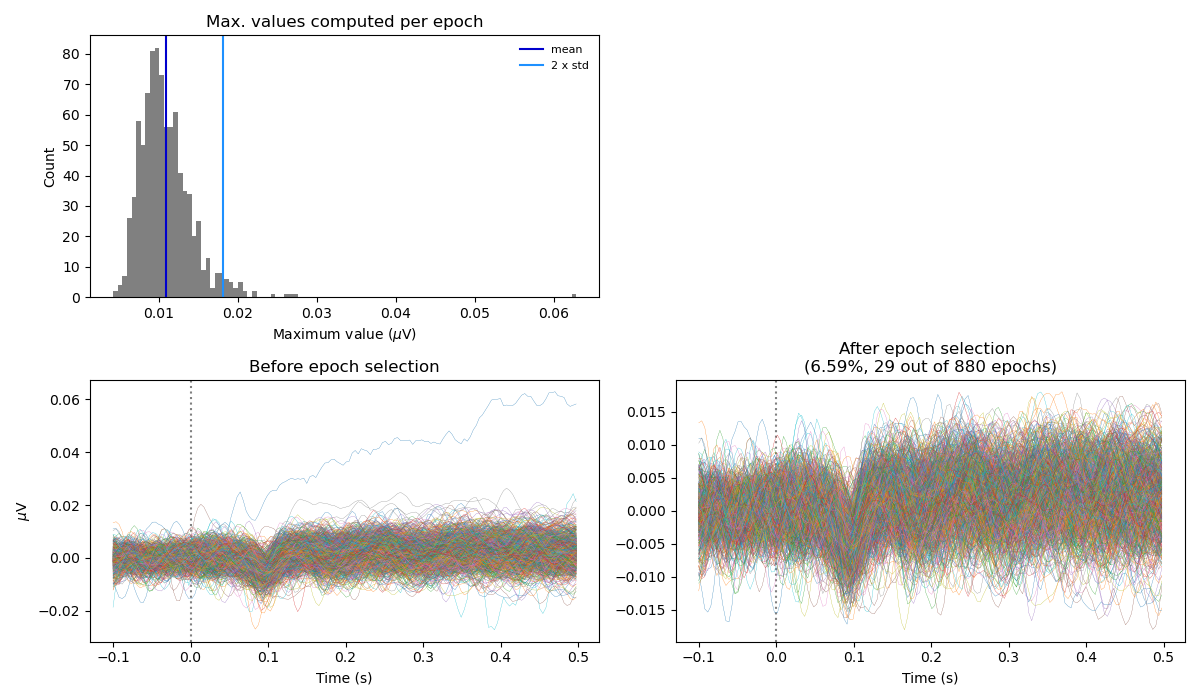 Max. values computed per epoch
mean
2 x std
Count
80
70
60
50
40
30
20
10
0
0.01 0.02 0.03 0.04 0.05 0.06
Maximum value (μV)
Before epoch selection
μV
0.06
0.04
0.02
0.00
−0.02
−0.1 0.0 0.1 0.2 0.3 0.4 0.5
Time (s)
After epoch selection
(6.59%, 29 out of 880 epochs)
0.015
0.010
0.005
0.000
−0.005
−0.010
−0.015
−0.1 0.0 0.1 0.2 0.3 0.4 0.5
Time (s)